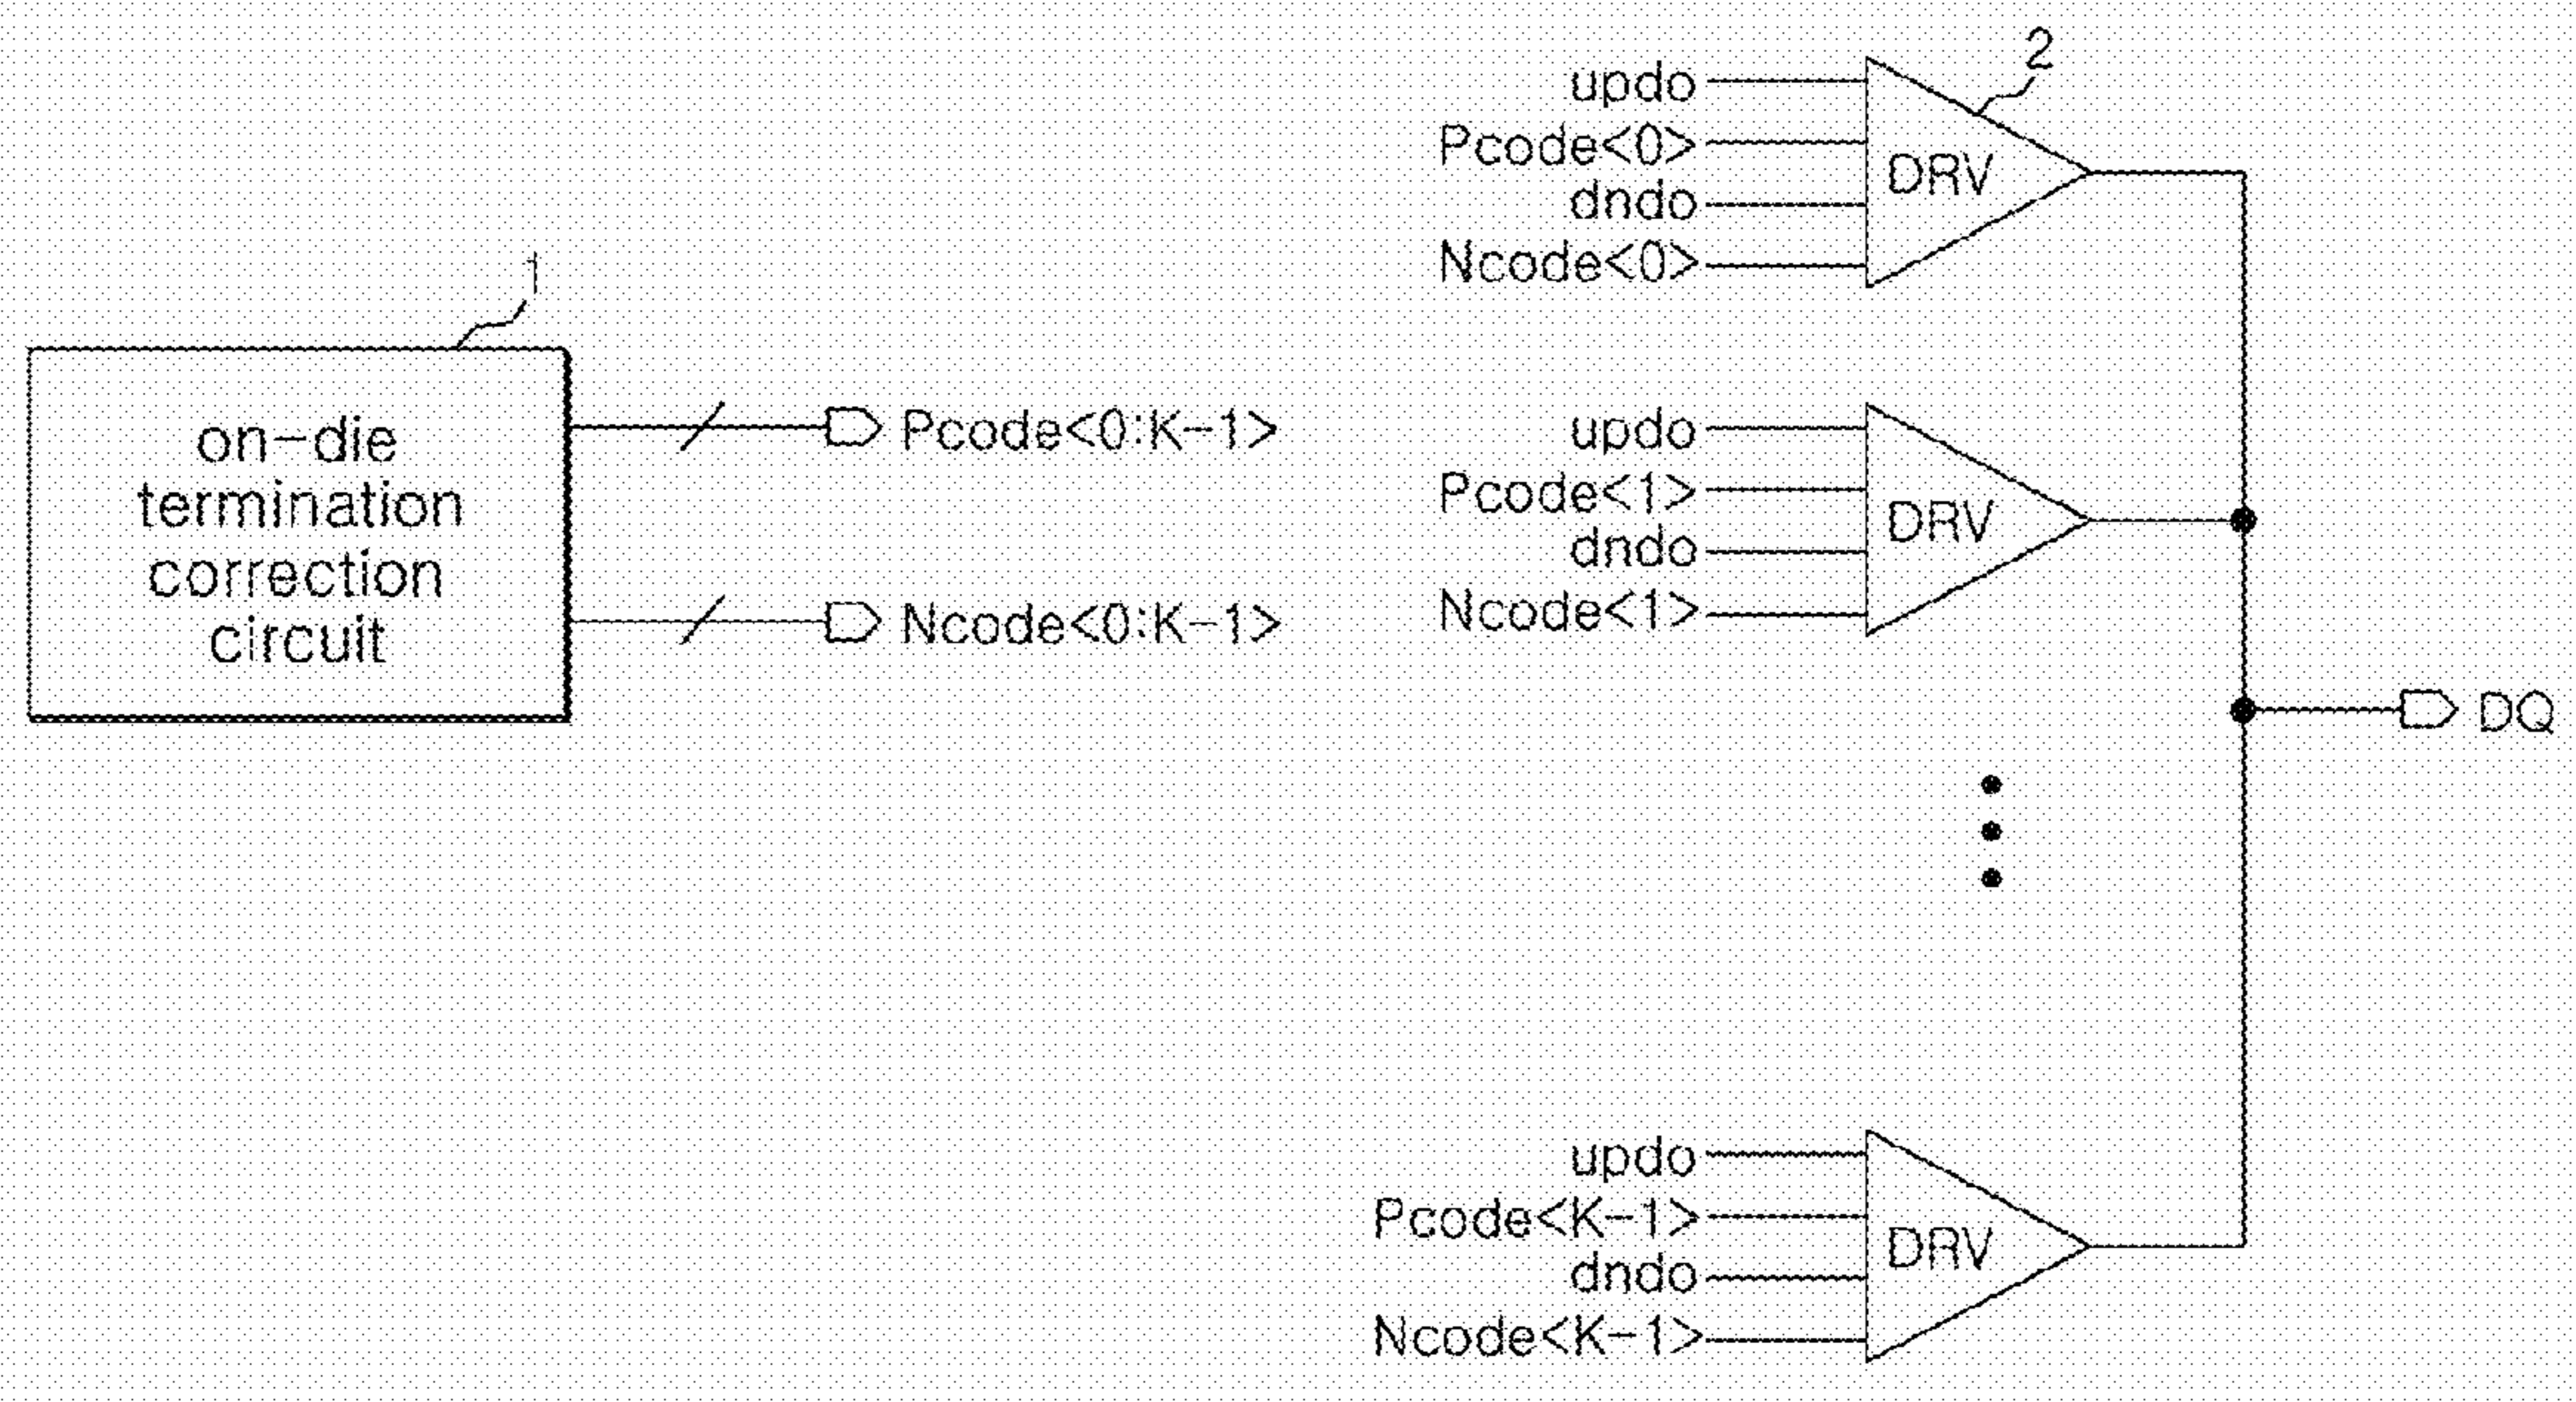 1
on-die
termination
correction
circuit
Pcode<0:K-1>
Ncode<0:K-1>
2
updo
Pcode<0>
dndo
Ncode<0>
DRV
updo
Pcode<1>
dndo
Ncode<1>
DRV
DQ
updo
Pcode<K-1>
dndo
Ncode<K-1>
DRV